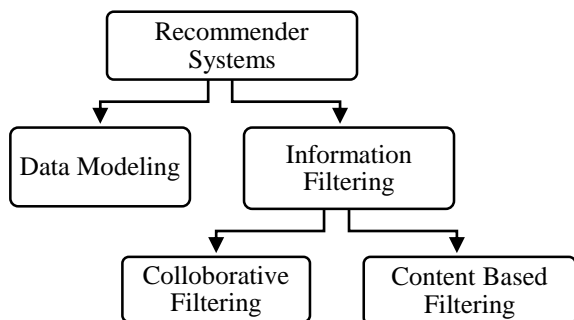 Recommender
Systems
Data Modeling
Information
Filtering
Colloborative
Filtering
Content Based
Filtering